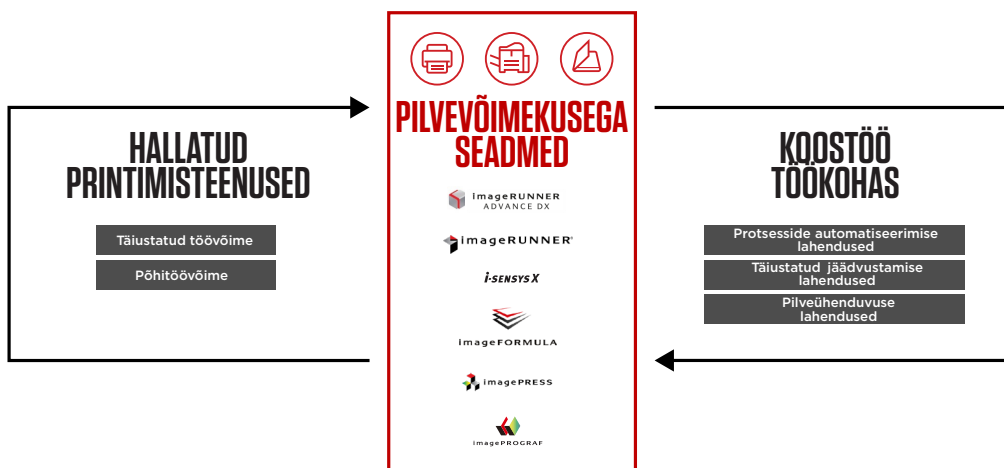 HALLATUD
PRINTIMISTEENUSED
Täiustatud töövõime
Põhitöövõime
PILVEVÕIMEKUSEGA
SEADMED
imageRUNNER
ADVANCE DX
imageRUNNER®
i-SENSYS X
imageFORMULA
imagePRESS
imagePROGRAF
KOOSTÖÖ
TÖÖKOHAS
Protsesside automatiseerimise
lahendused
Täiustatud jäädvustamise
lahendused
Pilveühenduvuse
lahendused